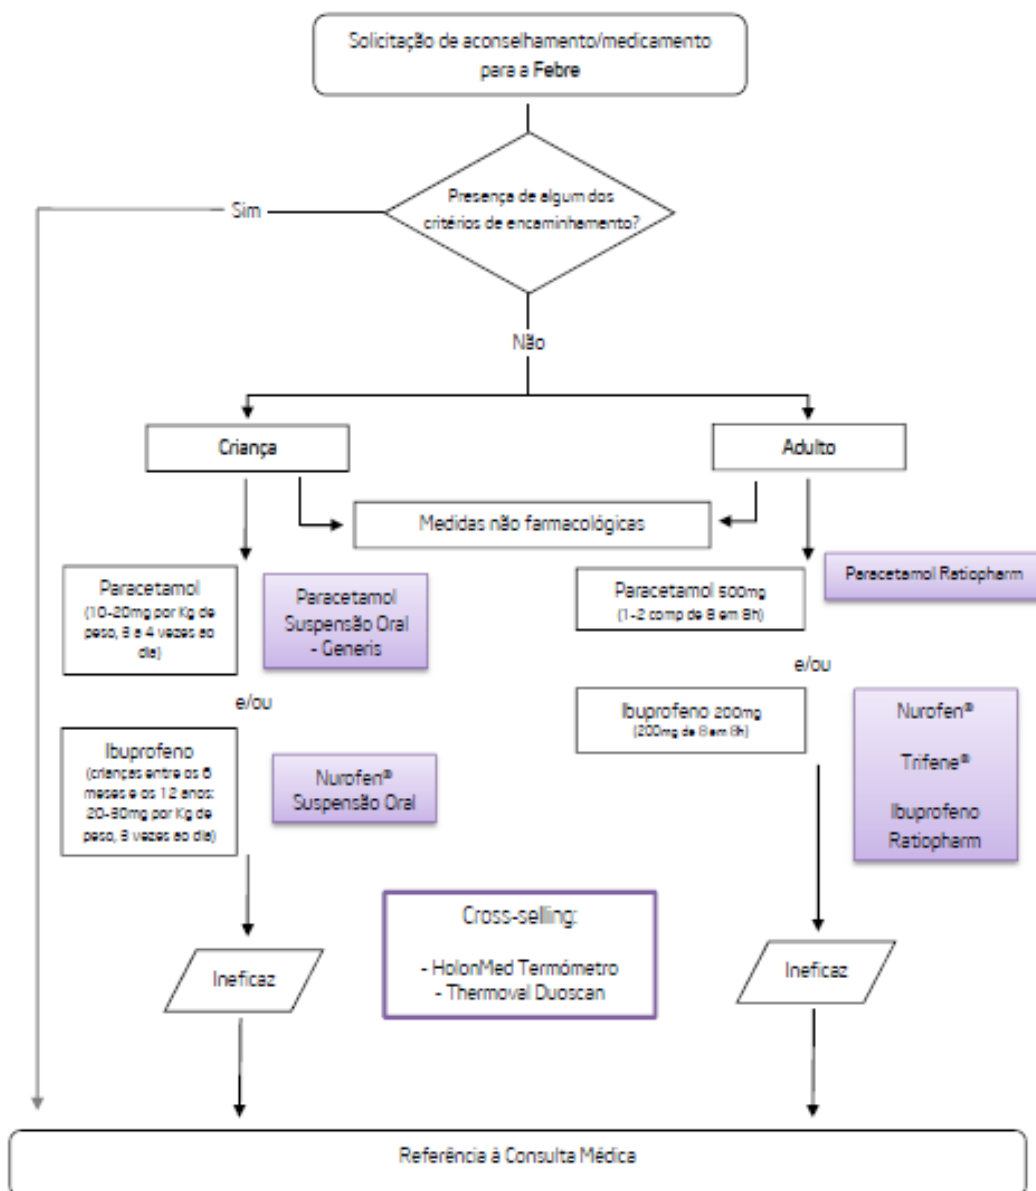 Solicitação de aconselhamento/medicamento
para a Febre
Presença de algum dos
critérios de encaminhamento?
Sim
Não
Criança
Adulto
Medidas não farmacológicas
Paracetamol
(10-20mg por Kg de
peso, 3 a 4 vezes ao
dia)
Paracetamol
Suspensão Oral
- Generis
Paracetamol 500mg
(1-2 comp de 8 em 8h)
Paracetamol Ratiopharm
e/ou
e/ou
Ibuprofeno
(crianças entre os 6
meses e os 12 anos:
20-30mg por Kg de
peso, 3 vezes ao dia)
Nurofen®
Suspensão Oral
Ibuprofeno 200mg
(200mg de 8 em 8h)
Nurofen®
Trifene®
Ibuprofeno
Ratiopharm
Cross-selling:
- HolonMed Termómetro
- Thermoval Duoscan
Ineficaz
Ineficaz
Referência à Consulta Médica